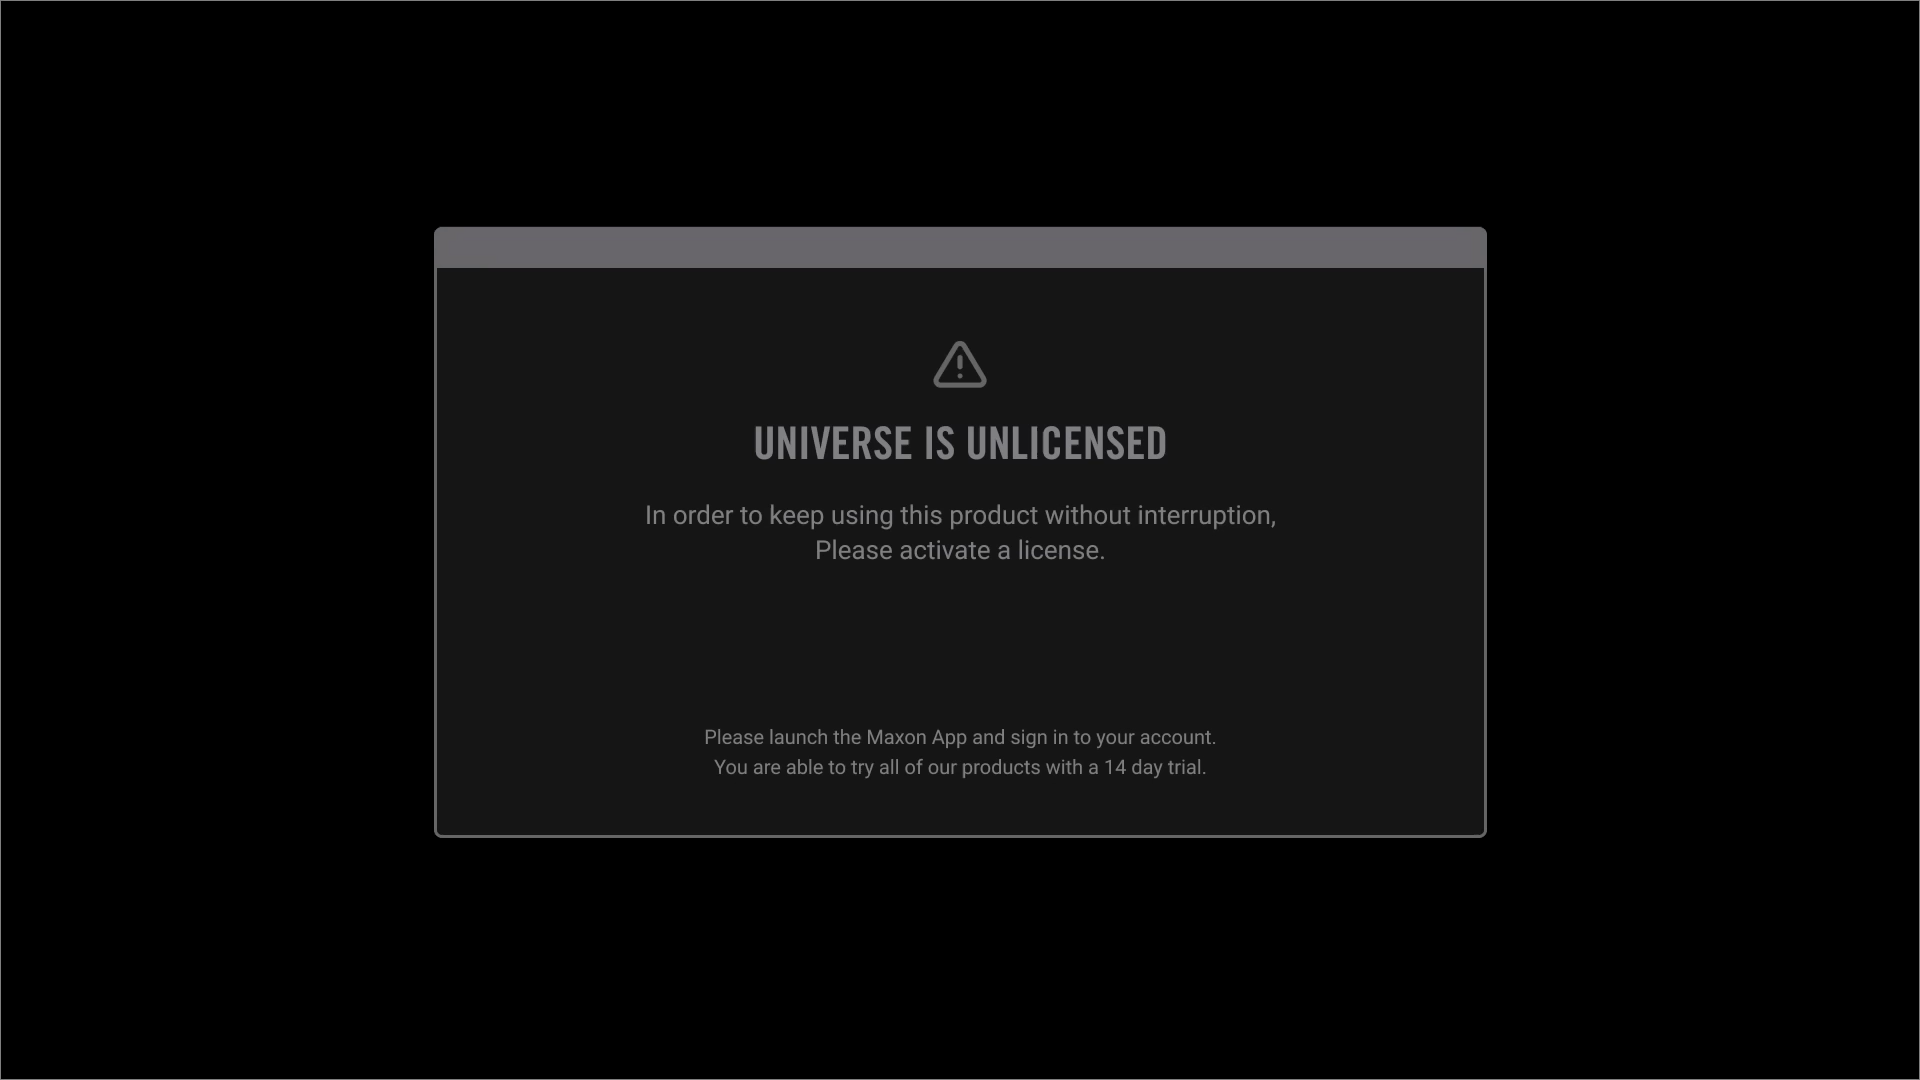 UNIVERSE IS UNLICENSED
In order to keep using this product without interruption,
Please activate a license.
Please launch the Maxon App and sign in to your account.
You are able to try all of our products with a 14 day trial.